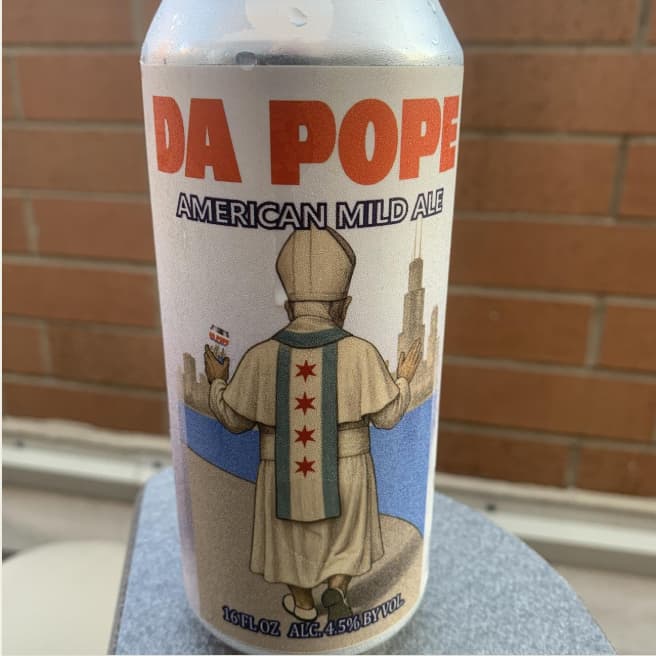 DA POPE
AMERICAN MILD ALE
16 FL OZ ALC. 4.5% BY VOL